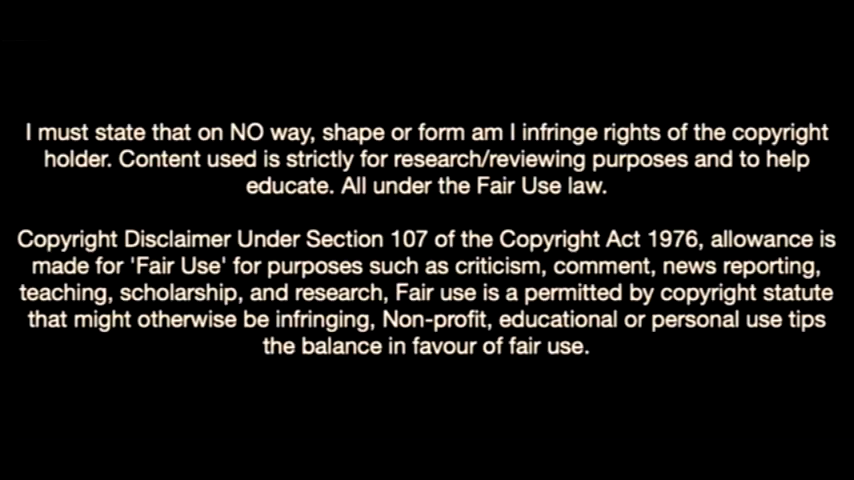 I must state that on NO way, shape or form am I infringe rights of the copyright
holder. Content used is strictly for research/reviewing purposes and to help
educate. All under the Fair Use law.
Copyright Disclaimer Under Section 107 of the Copyright Act 1976, allowance is
made for 'Fair Use' for purposes such as criticism, comment, news reporting,
teaching, scholarship, and research, Fair use is a permitted by copyright statute
that might otherwise be infringing, Non-profit, educational or personal use tips
the balance in favour of fair use.